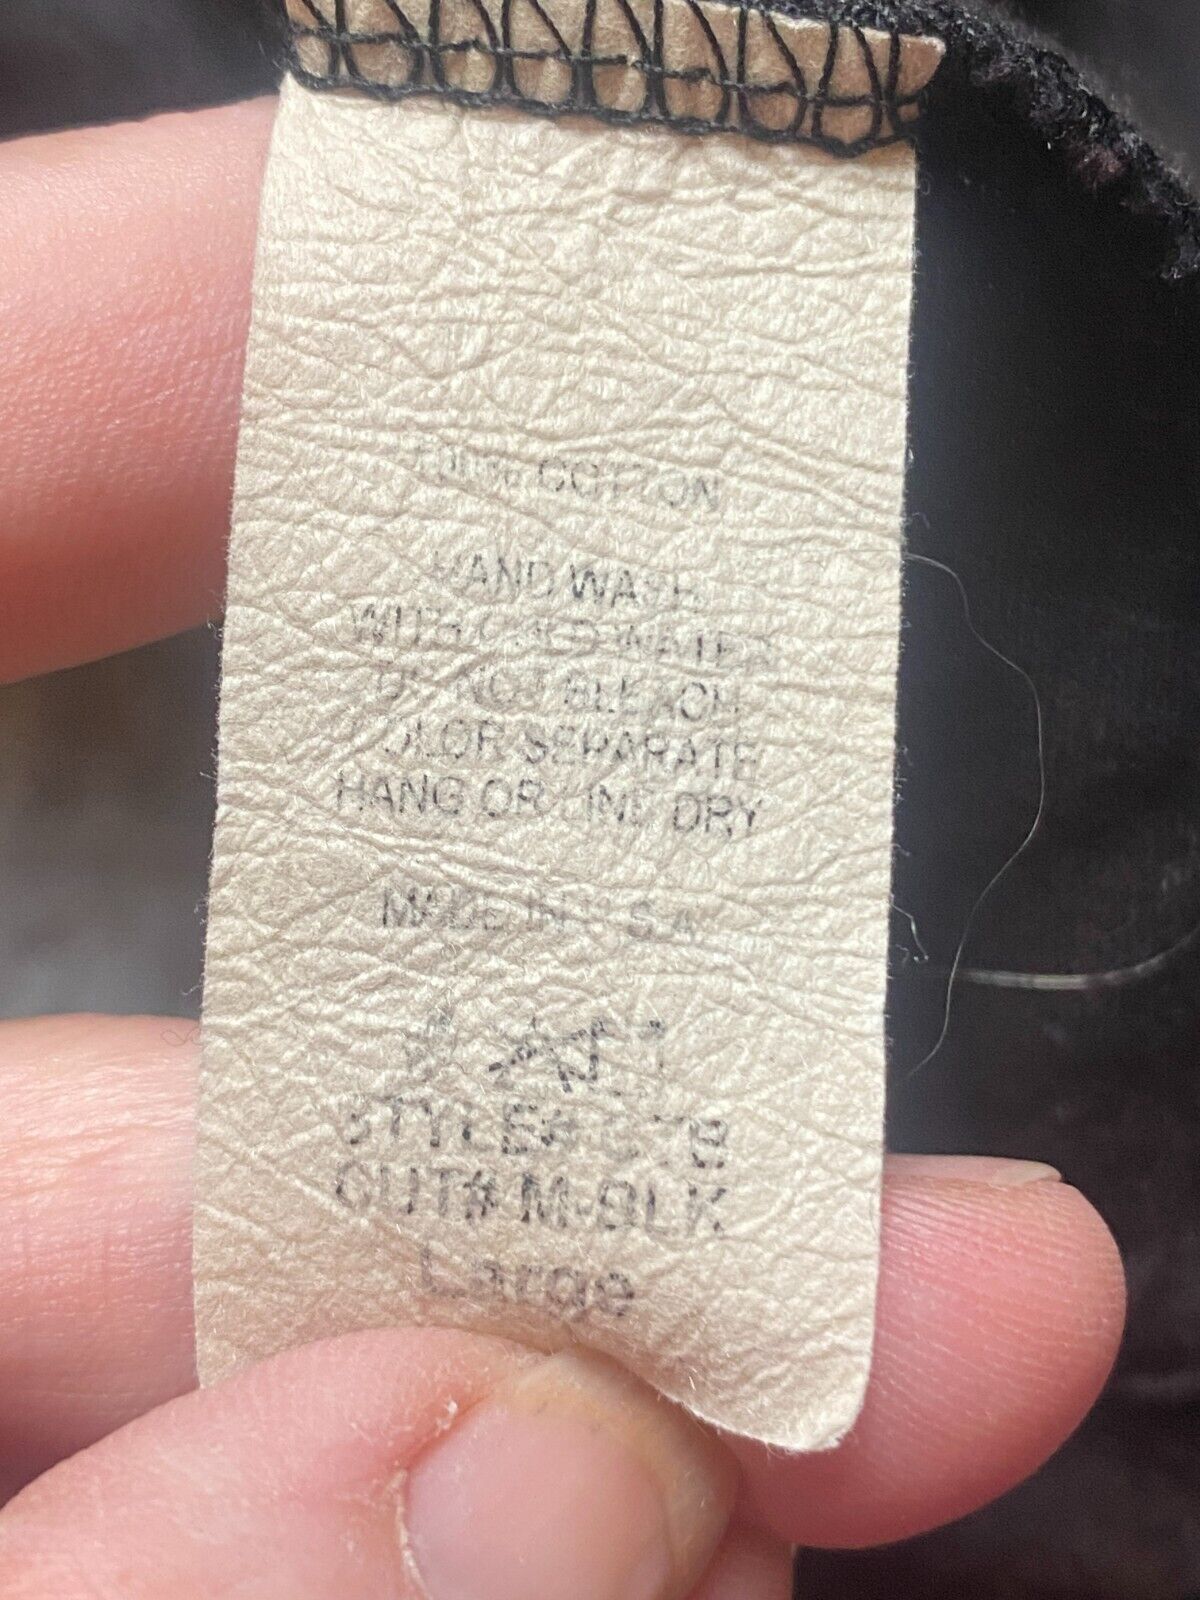 100% COTTON
HAND WASH
WITH COLD WATER
DO NOT BLEACH
COLOR SEPARATE
HANG OR LINE DRY
MADE IN U.S.A.
STYLE#
CUT# M-BLK
Large